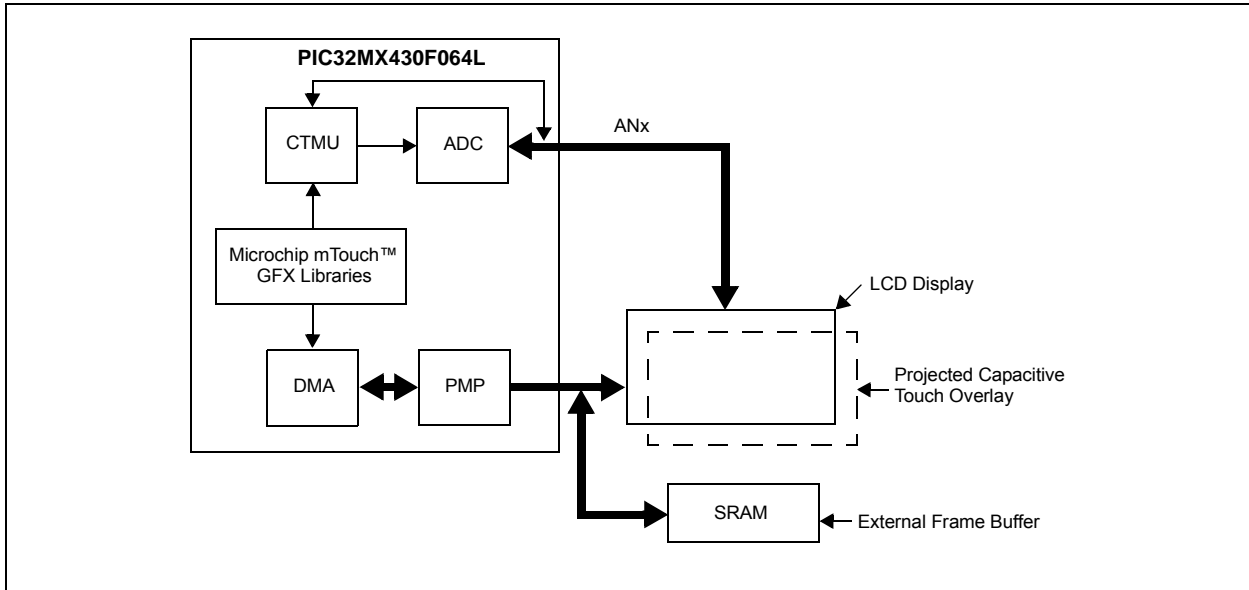 PIC32MX430F064L
CTMU
ADC
ANx
Microchip mTouch™
GFX Libraries
LCD Display
DMA
PMP
Projected Capacitive
Touch Overlay
SRAM
External Frame Buffer